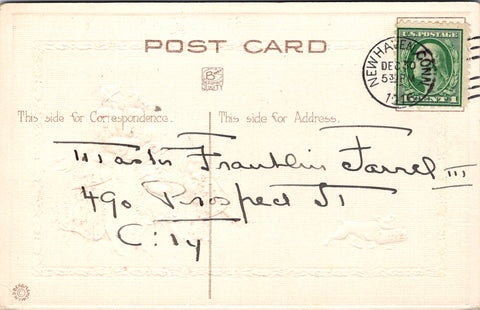 POST CARD
NEW HAVEN, CONN.
DEC 30
U.S. POSTAGE
1 CENT 1
This side for Correspondence.
This side for Address.
Master Franklin Farrel III
490 Prospect St
City